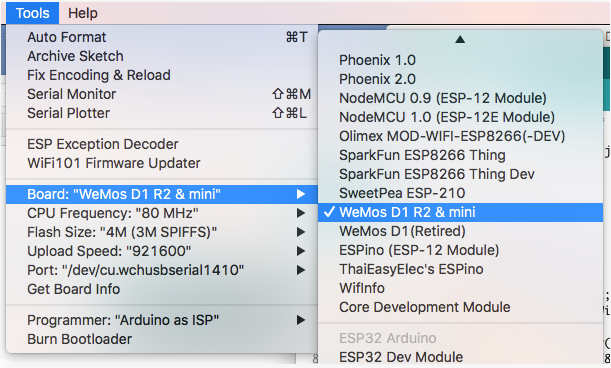 Tools Help
Auto Format ⌘T
Archive Sketch
Fix Encoding & Reload
Serial Monitor ⇧⌘M
Serial Plotter ⇧⌘L
ESP Exception Decoder
WiFi101 Firmware Updater
Board: "WeMos D1 R2 & mini"
CPU Frequency: "80 MHz"
Flash Size: "4M (3M SPIFFS)"
Upload Speed: "921600"
Port: "/dev/cu.wchusbserial1410"
Get Board Info
Programmer: "Arduino as ISP"
Burn Bootloader
Phoenix 1.0
Phoenix 2.0
NodeMCU 0.9 (ESP-12 Module)
NodeMCU 1.0 (ESP-12E Module)
Olimex MOD-WIFI-ESP8266(-DEV)
SparkFun ESP8266 Thing
SparkFun ESP8266 Thing Dev
SweetPea ESP-210
✓ WeMos D1 R2 & mini
WeMos D1(Retired)
ESPino (ESP-12 Module)
ThaiEasyElec's ESPino
WifInfo
Core Development Module
ESP32 Arduino
ESP32 Dev Module